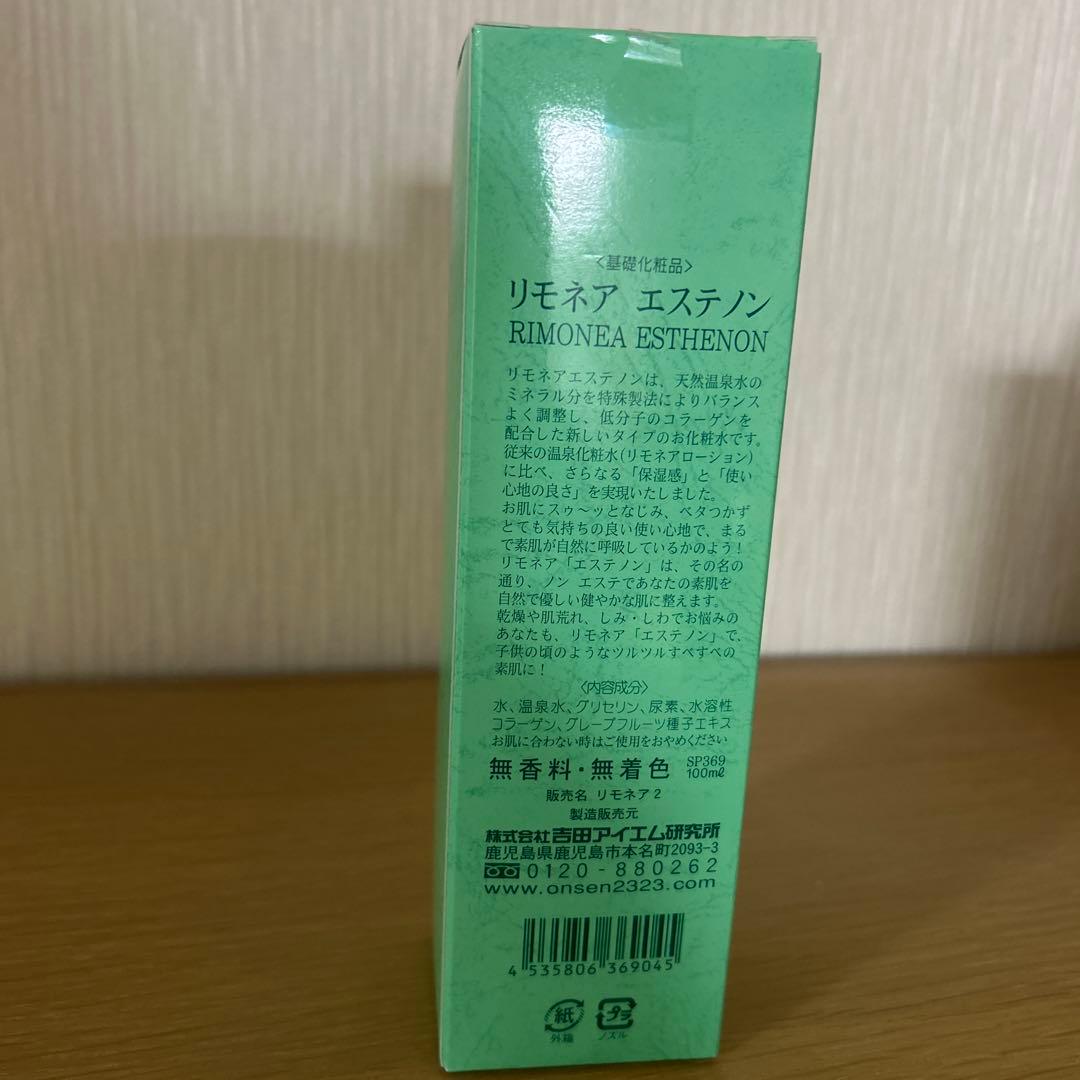 〈基礎化粧品〉
リモネア エステノン
RIMONEA ESTHENON
リモネアエステノンは、天然温泉水の
ミネラル分を特殊製法によりバランス
よく調整し、低分子のコラーゲンを
配合した新しいタイプのお化粧水です。
従来の温泉化粧水(リモネアローション)
に比べ、さらなる「保湿感」と「使い
心地の良さ」を実現いたしました。
お肌にスゥ〜ッとなじみ、ベタつかず
とても気持ちの良い使い心地で、まる
で素肌が自然に呼吸しているかのよう!
リモネア「エステノン」は、その名の
通り、ノン エステであなたの素肌を
自然で優しい健やかな肌に整えます。
乾燥や肌荒れ、しみ・しわでお悩みの
あなたも、リモネア「エステノン」で、
子供の頃のようなツルツルすべすべの
素肌に!
〈内容成分〉
水、温泉水、グリセリン、尿素、水溶性
コラーゲン、グレープフルーツ種子エキス
お肌に合わない時はご使用をおやめください
無香料・無着色 SP369 100mℓ
販売名 リモネア2
製造販売元
株式会社吉田アイエム研究所
鹿児島県鹿児島市本名町2093-3
0120-880262
www.onsen2323.com
4 535806 369045
紙 プラ
外箱 ノズル